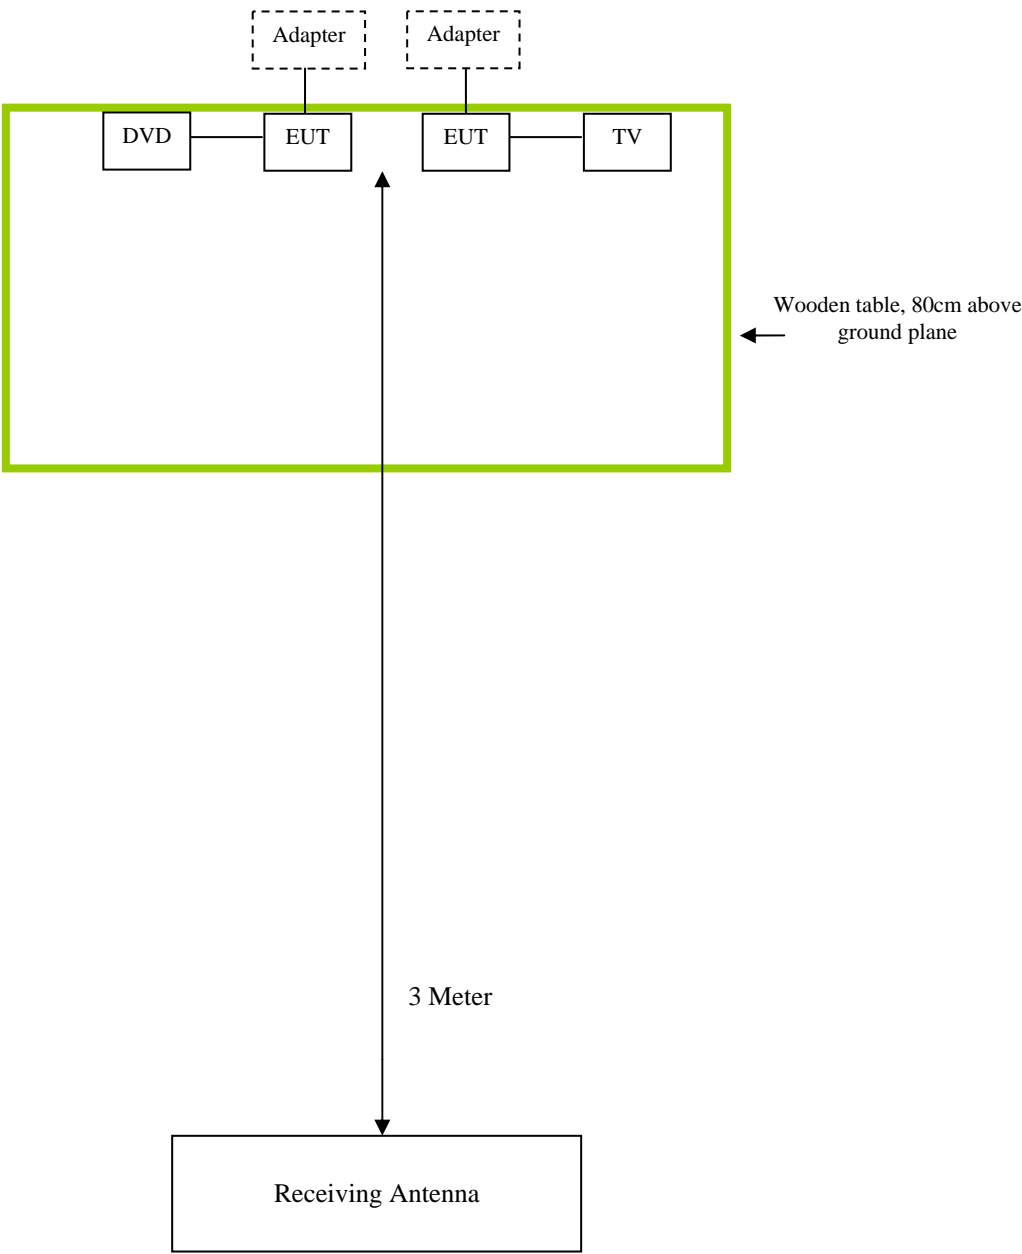 Adapter
Adapter
DVD
EUT
EUT
TV
Wooden table, 80cm above
ground plane
3 Meter
Receiving Antenna